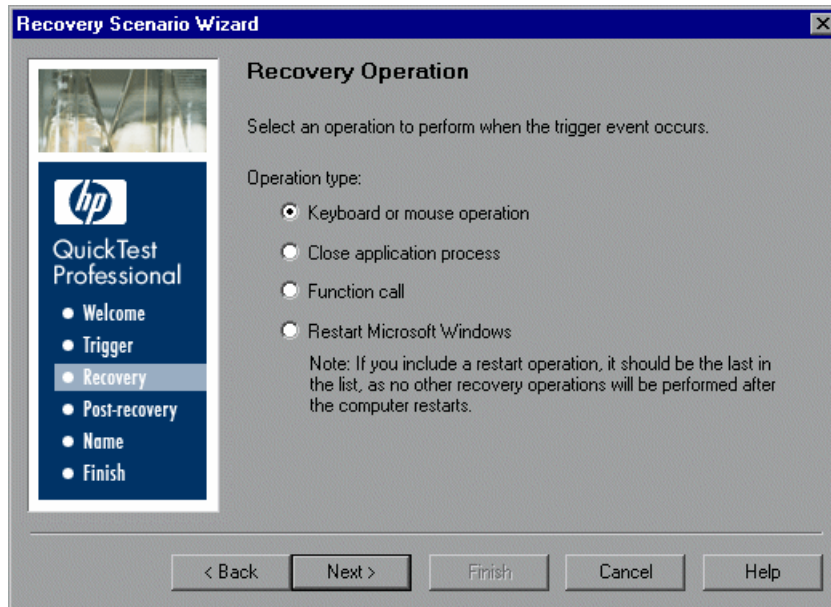 Recovery Scenario Wizard
hp
QuickTest
Professional
Welcome
Trigger
Recovery
Post-recovery
Name
Finish
Recovery Operation
Select an operation to perform when the trigger event occurs.
Operation type:
Keyboard or mouse operation
Close application process
Function call
Restart Microsoft Windows
Note: If you include a restart operation, it should be the last in
the list, as no other recovery operations will be performed after
the computer restarts.
< Back
Next >
Finish
Cancel
Help